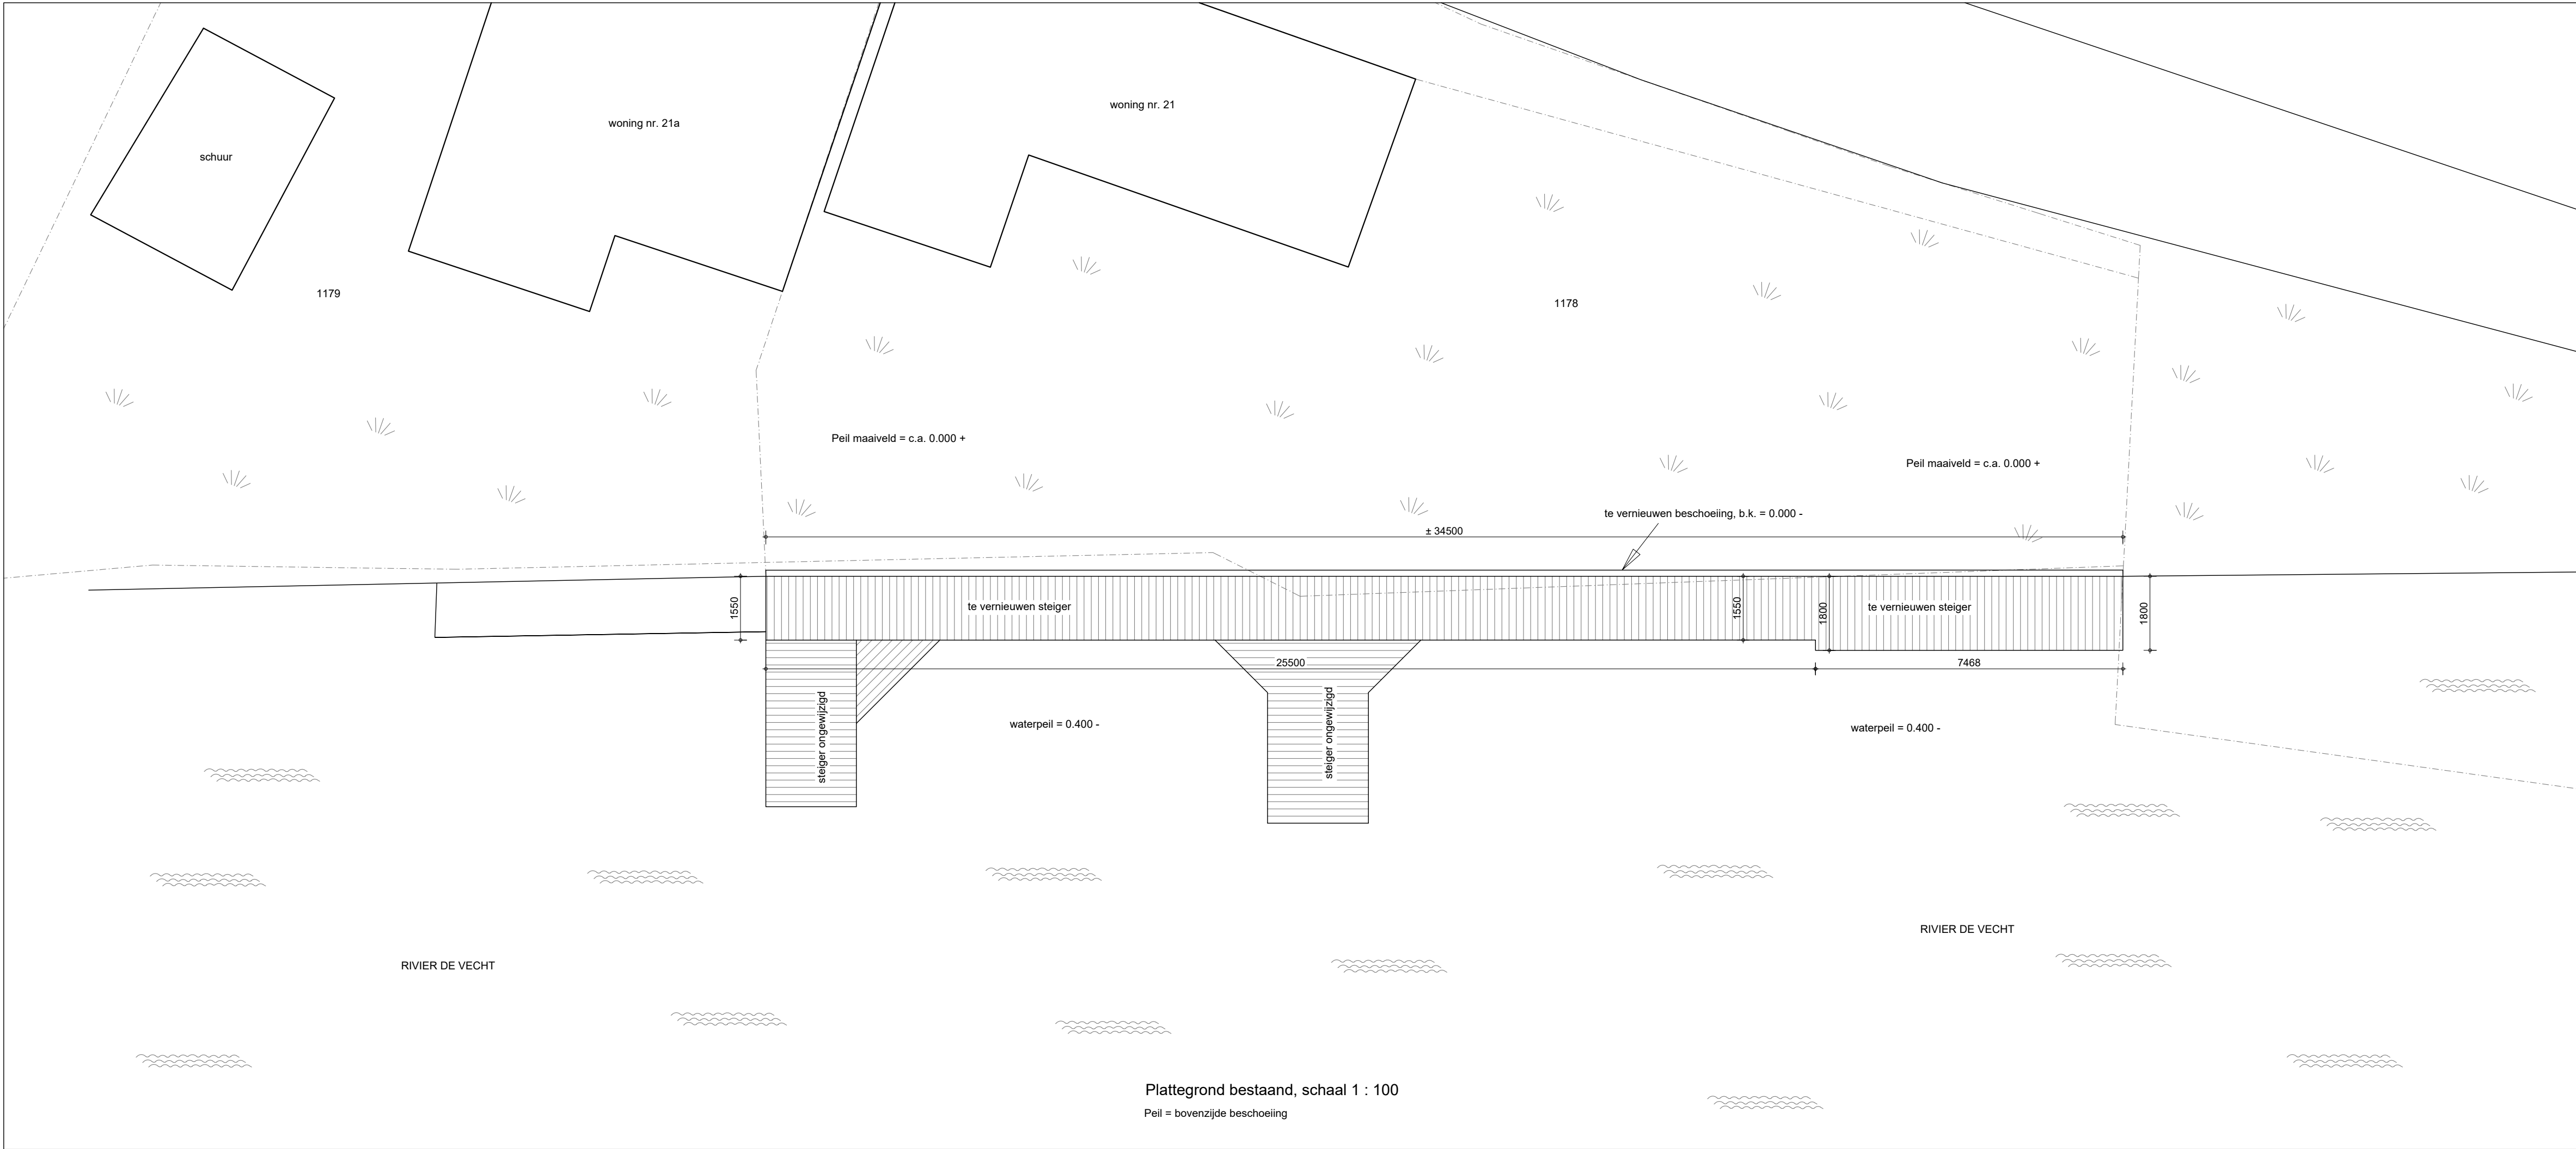 woning nr. 21
woning nr. 21a
schuur
1179
1178
Peil maaiveld = c.a. 0.000 +
Peil maaiveld = c.a. 0.000 +
te vernieuwen beschoeiing, b.k. = 0.000 -
± 34500
1550
te vernieuwen steiger
1550
1800
te vernieuwen steiger
1800
25500
7468
steiger ongewijzigd
steiger ongewijzigd
waterpeil = 0.400 -
waterpeil = 0.400 -
RIVIER DE VECHT
RIVIER DE VECHT
Plattegrond bestaand, schaal 1 : 100
Peil = bovenzijde beschoeiing